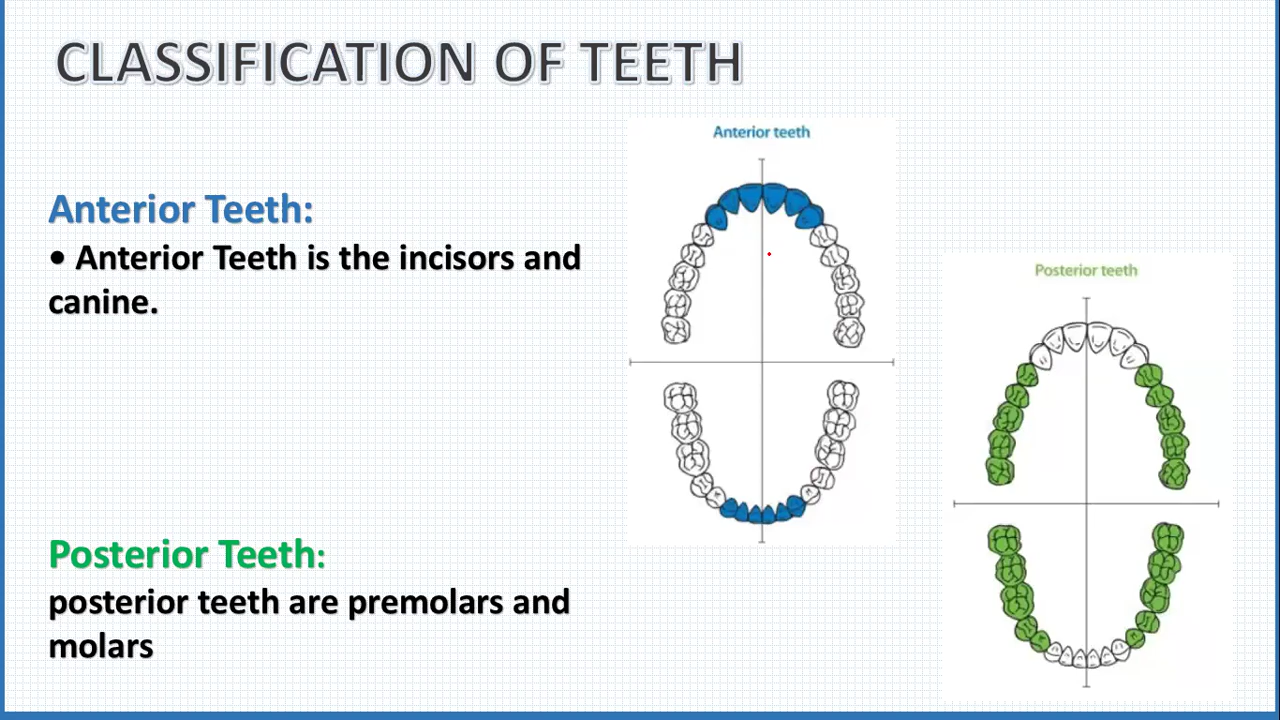 CLASSIFICATION OF TEETH
Anterior teeth
Anterior Teeth:
• Anterior Teeth is the incisors and
canine.
Posterior teeth
Posterior Teeth:
posterior teeth are premolars and
molars